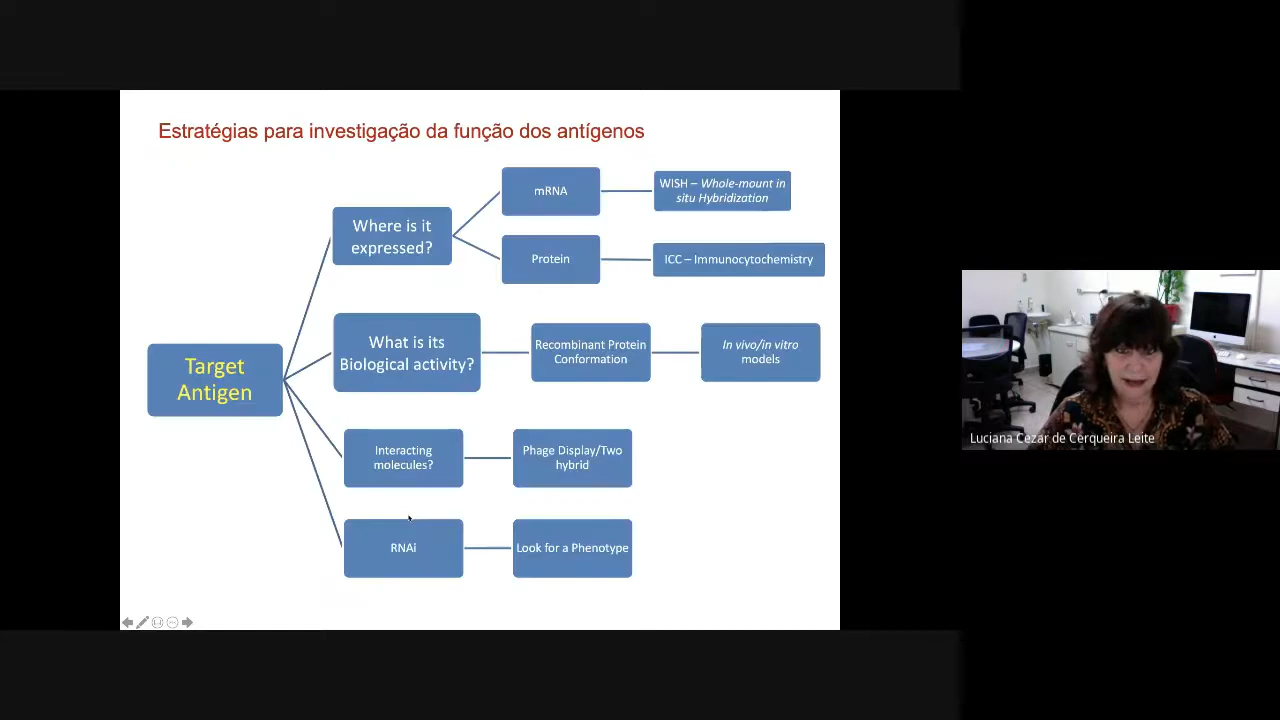 Estratégias para investigação da função dos antígenos
mRNA
WISH – Whole-mount in
situ Hybridization
Where is it
expressed?
Protein
ICC – Immunocytochemistry
What is its
Biological activity?
Recombinant Protein
Conformation
In vivo/in vitro
models
Target
Antigen
Interacting
molecules?
Phage Display/Two
hybrid
RNAi
Look for a Phenotype
Luciana Cezar de Cerqueira Leite